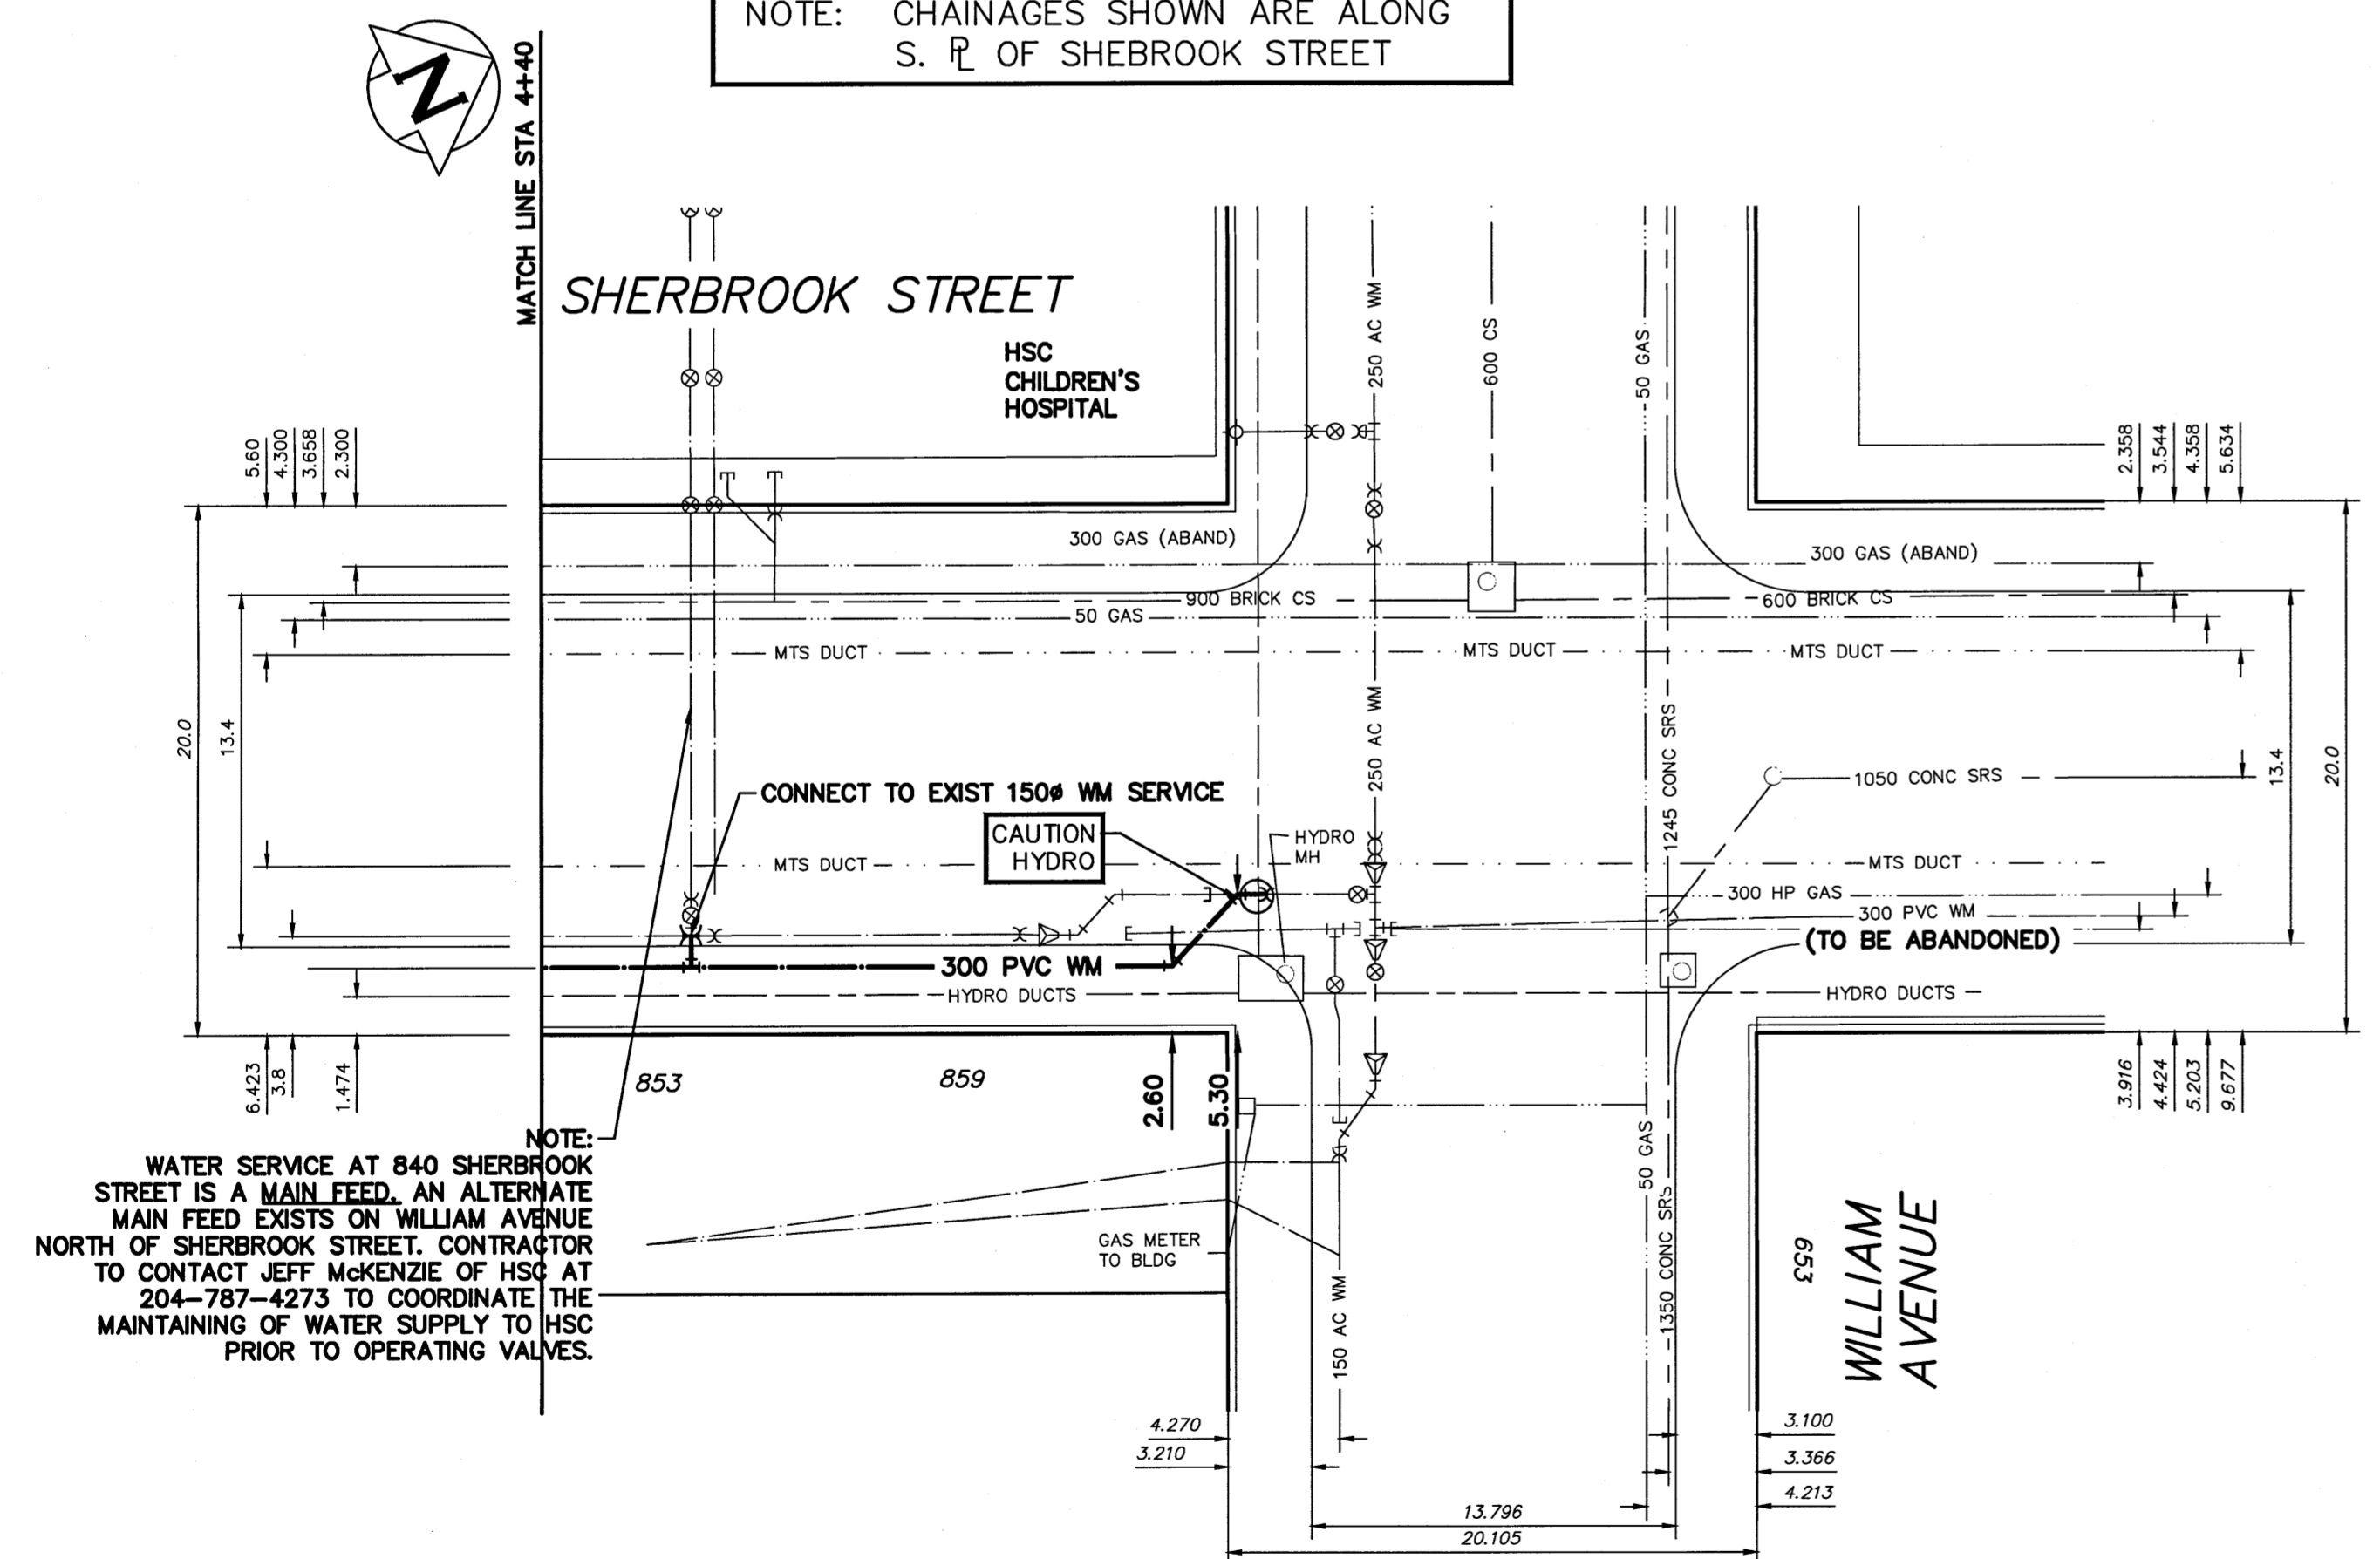 NOTE: CHAINAGES SHOWN ARE ALONG
S. PL OF SHEBROOK STREET
N
MATCH LINE STA 4+40
SHERBROOK STREET
HSC
CHILDREN'S
HOSPITAL
250 AC WM
600 CS
50 GAS
5.60
4.300
3.658
2.300
2.358
3.544
4.358
5.634
300 GAS (ABAND)
300 GAS (ABAND)
900 BRICK CS
600 BRICK CS
50 GAS
MTS DUCT
MTS DUCT
MTS DUCT
20.0
13.4
250 AC WM
1245 CONC SRS
1050 CONC SRS
13.4
20.0
CONNECT TO EXIST 150ø WM SERVICE
CAUTION
HYDRO
HYDRO
MH
MTS DUCT
MTS DUCT
300 HP GAS
300 PVC WM
(TO BE ABANDONED)
300 PVC WM
HYDRO DUCTS
HYDRO DUCTS
6.423
3.8
1.474
853
859
2.60
5.30
3.916
4.424
5.203
9.677
NOTE:
WATER SERVICE AT 840 SHERBROOK
STREET IS A MAIN FEED. AN ALTERNATE
MAIN FEED EXISTS ON WILLIAM AVENUE
NORTH OF SHERBROOK STREET. CONTRACTOR
TO CONTACT JEFF McKENZIE OF HSC AT
204-787-4273 TO COORDINATE THE
MAINTAINING OF WATER SUPPLY TO HSC
PRIOR TO OPERATING VALVES.
GAS METER
TO BLDG
150 AC WM
50 GAS
1350 CONC SRS
653
WILLIAM
AVENUE
4.270
3.210
3.100
3.366
4.213
13.796
20.105